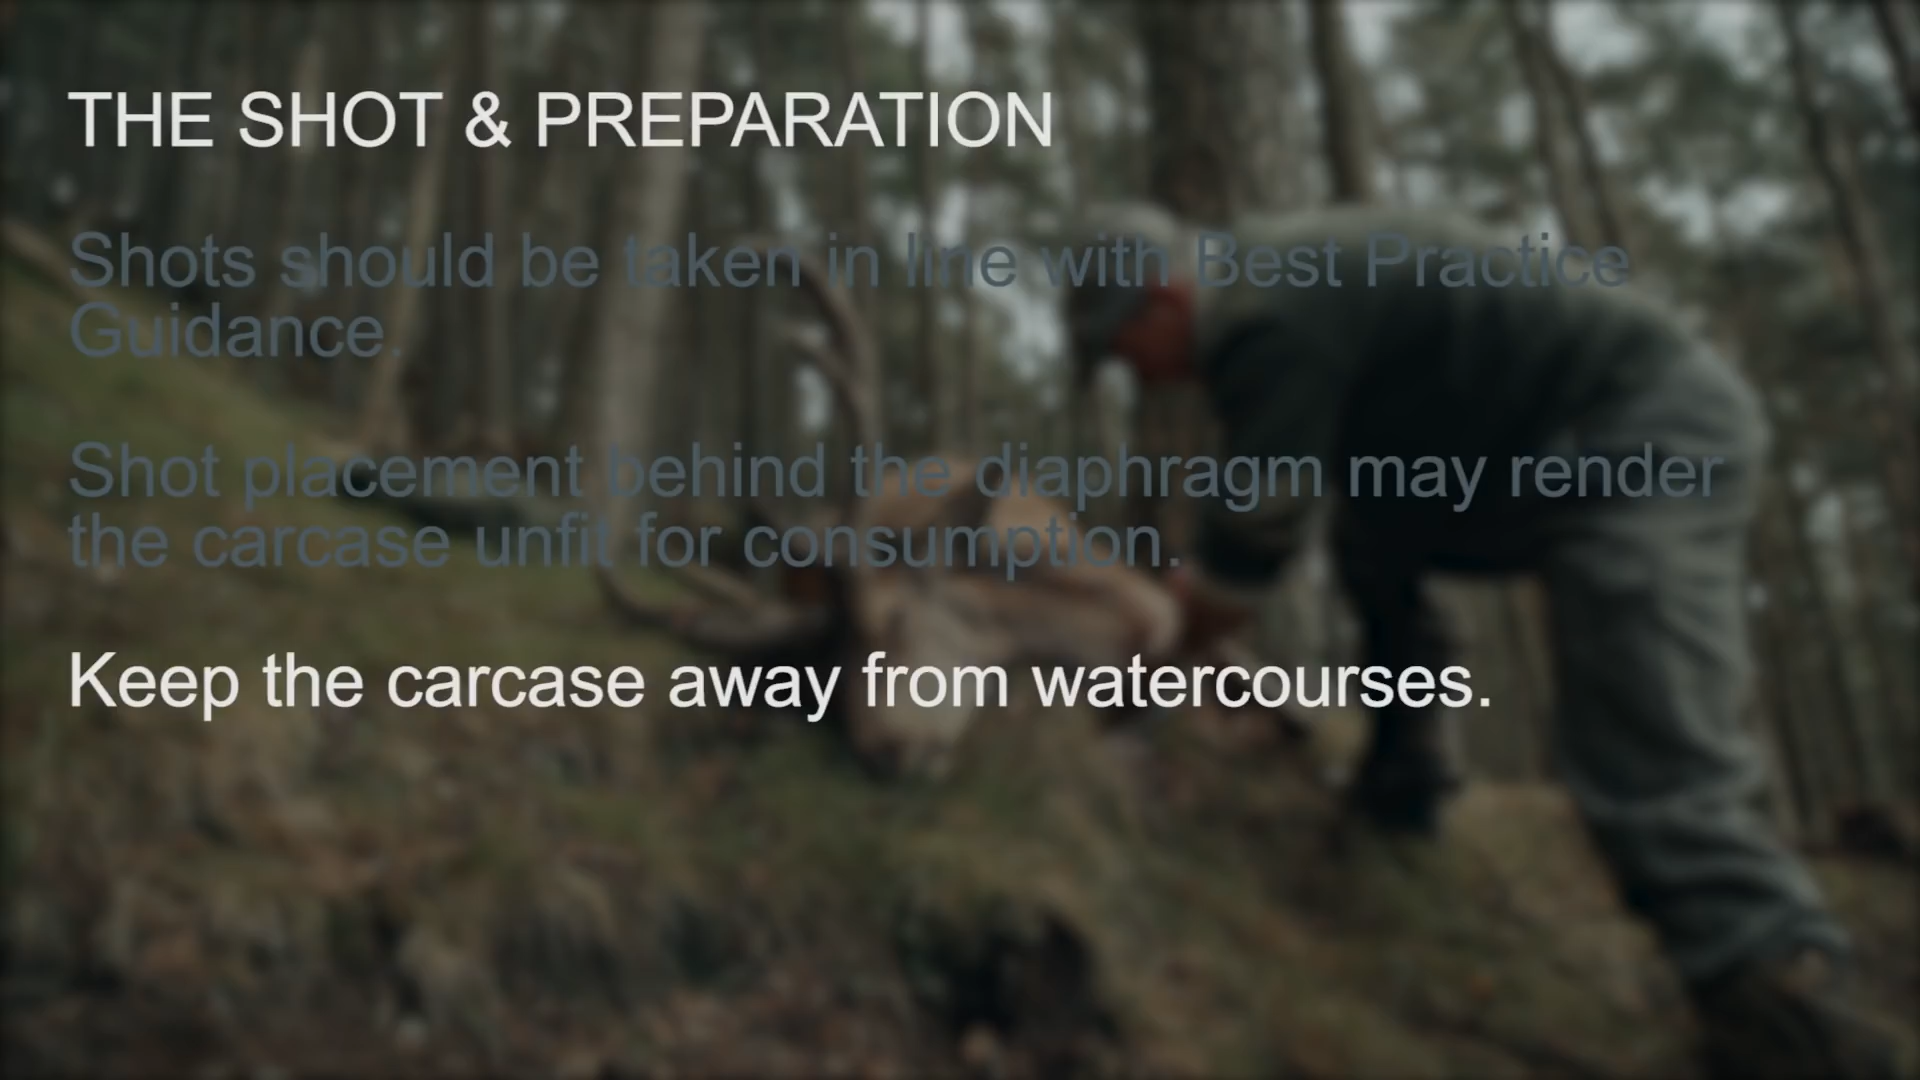 THE SHOT & PREPARATION
Shots should be taken in line with Best Practice
Guidance.
Shot placement behind the diaphragm may render
the carcase unfit for consumption.
Keep the carcase away from watercourses.